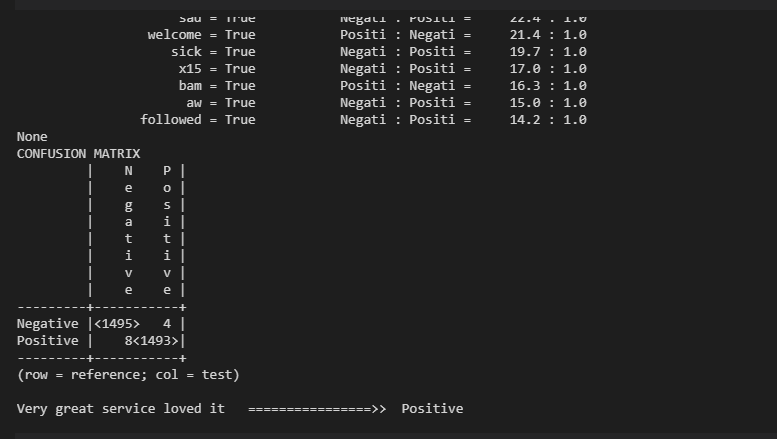 sad = True           Negati : Positi =     22.4 : 1.0
welcome = True           Positi : Negati =     21.4 : 1.0
sick = True           Negati : Positi =     19.7 : 1.0
x15 = True           Negati : Positi =     17.0 : 1.0
bam = True           Positi : Negati =     16.3 : 1.0
aw = True           Negati : Positi =     15.0 : 1.0
followed = True           Negati : Positi =     14.2 : 1.0
None
CONFUSION MATRIX
         |    N    P |
         |    e    o |
         |    g    s |
         |    a    i |
         |    t    t |
         |    i    i |
         |    v    v |
         |    e    e |
---------+-----------+
Negative |<1495>   4 |
Positive |    8<1493>|
---------+-----------+
(row = reference; col = test)
Very great service loved it   ================>>  Positive